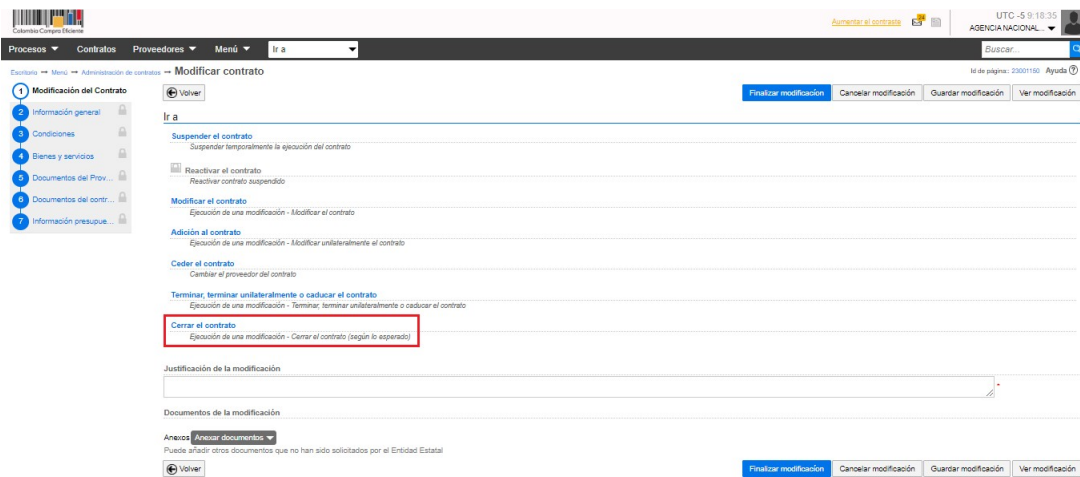 Colombia Compra Eficiente
Aumentar el contraste
24
UTC -5 9:18:35
AGENCIA NACIONAL...
Procesos Contratos Proveedores Menú Ir a Buscar...
Escritorio → Menú → Administración de contratos → Modificar contrato
Id de página:: 23001150 Ayuda
1 Modificación del Contrato
2 Información general
3 Condiciones
4 Bienes y servicios
5 Documentos del Prov...
6 Documentos del contr...
7 Información presupue...
Volver Finalizar modificacion Cancelar modificación Guardar modificación Ver modificación
Ir a
Suspender el contrato
Suspender temporalmente la ejecución del contrato
Reactivar el contrato
Reactivar contrato suspendido
Modificar el contrato
Ejecución de una modificación - Modificar el contrato
Adición al contrato
Ejecución de una modificación - Modificar unilateralmente el contrato
Ceder el contrato
Cambiar el proveedor del contrato
Terminar, terminar unilateralmente o caducar el contrato
Ejecución de una modificación - Terminar, terminar unilateralmente o caducar el contrato
Cerrar el contrato
Ejecución de una modificación - Cerrar el contrato (según lo esperado)
Justificación de la modificación
Documentos de la modificación
Anexos Anexar documentos
Puede añadir otros documentos que no han sido solicitados por el Entidad Estatal
Volver Finalizar modificacion Cancelar modificación Guardar modificación Ver modificación